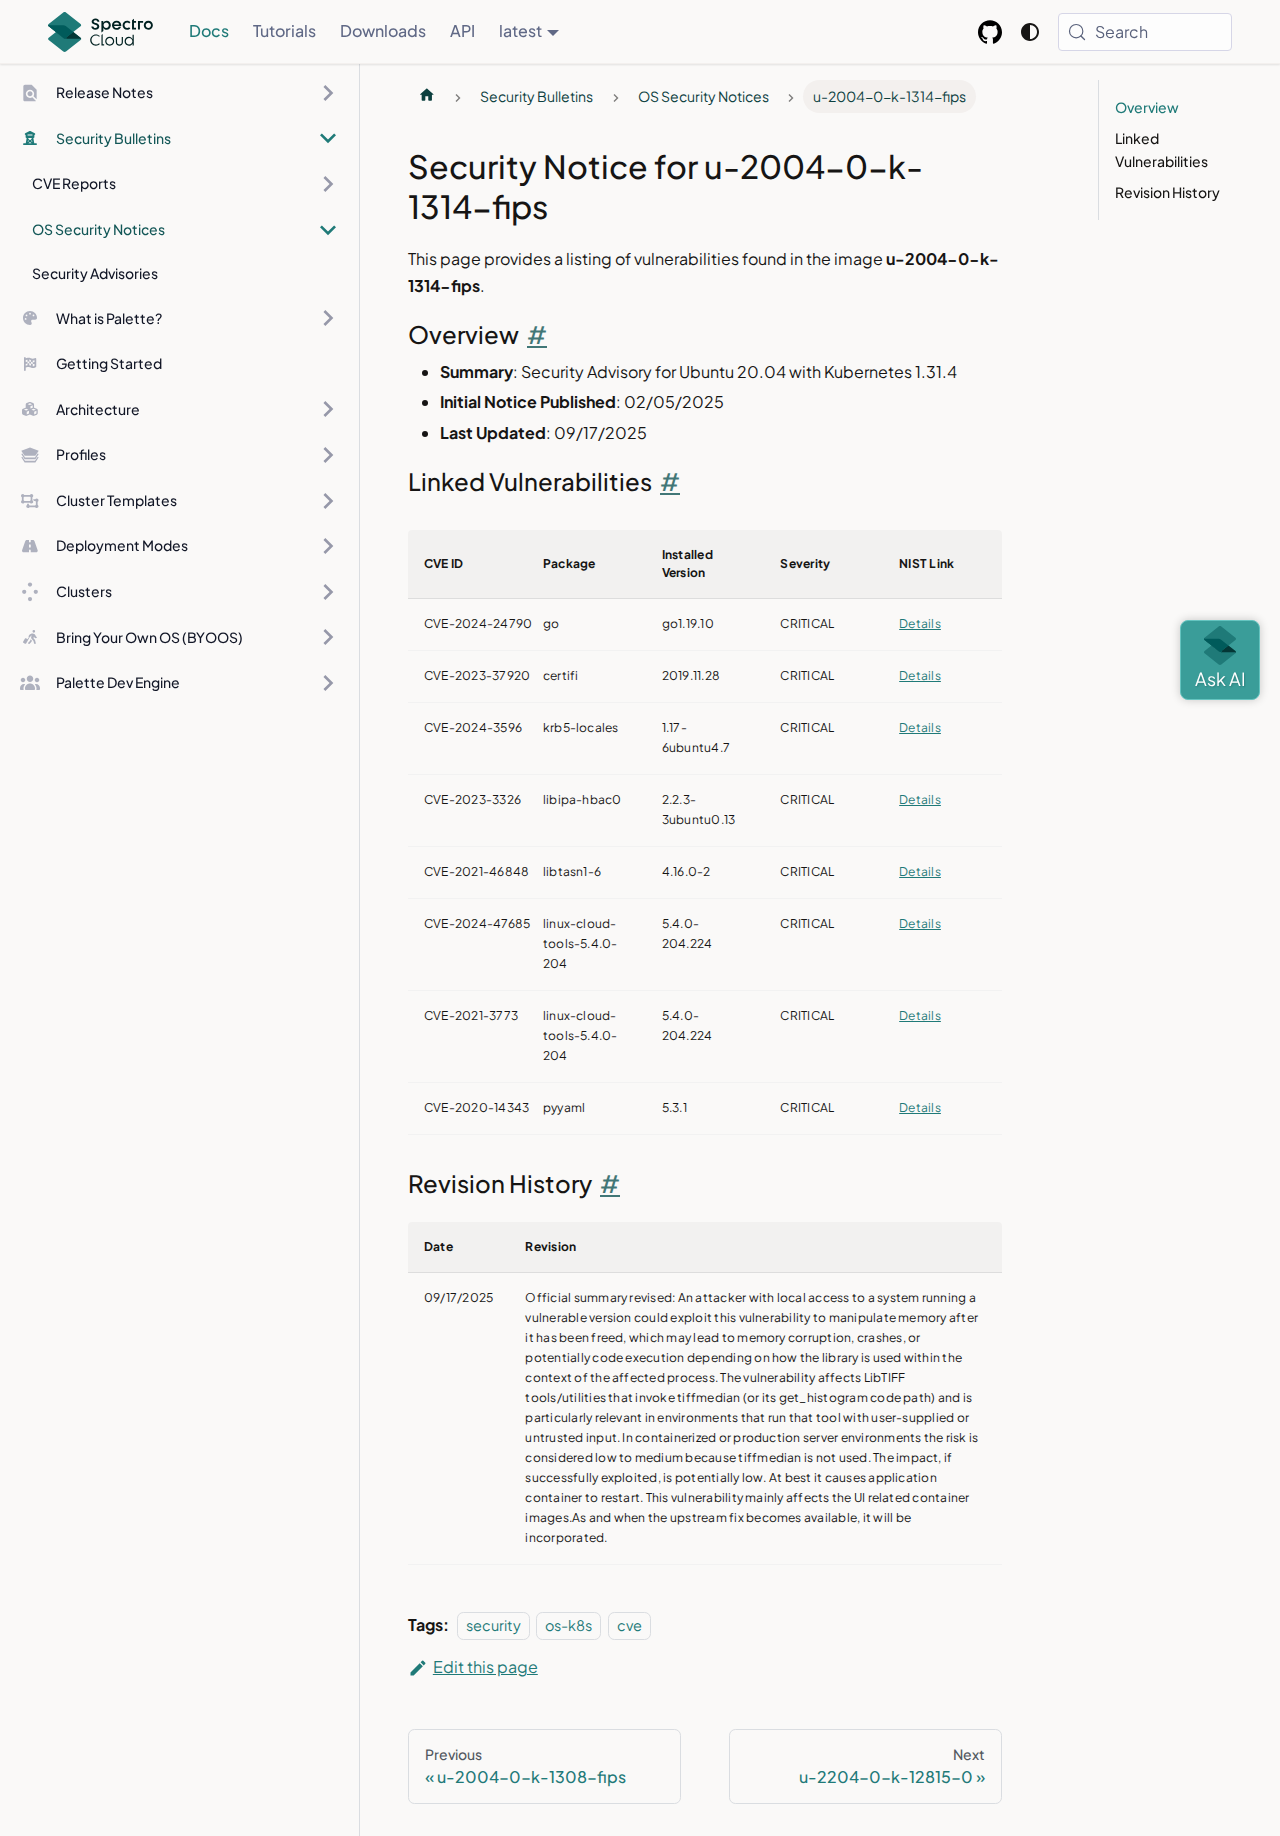 Spectro Cloud
Docs
Tutorials
Downloads
API
latest
Search
Release Notes
Security Bulletins
CVE Reports
OS Security Notices
Security Advisories
What is Palette?
Getting Started
Architecture
Profiles
Cluster Templates
Deployment Modes
Clusters
Bring Your Own OS (BYOOS)
Palette Dev Engine
Security Bulletins
OS Security Notices
u-2004-0-k-1314-fips
Security Notice for u-2004-0-k-
1314-fips
This page provides a listing of vulnerabilities found in the image u-2004-0-k-
1314-fips.
Overview #
Summary: Security Advisory for Ubuntu 20.04 with Kubernetes 1.31.4
Initial Notice Published: 02/05/2025
Last Updated: 09/17/2025
Linked Vulnerabilities #
CVE ID Package Installed Version Severity NIST Link
CVE-2024-24790 go go1.19.10 CRITICAL Details
CVE-2023-37920 certifi 2019.11.28 CRITICAL Details
CVE-2024-3596 krb5-locales 1.17-6ubuntu4.7 CRITICAL Details
CVE-2023-3326 libipa-hbac0 2.2.3-3ubuntu0.13 CRITICAL Details
CVE-2021-46848 libtasn1-6 4.16.0-2 CRITICAL Details
CVE-2024-47685 linux-cloud-tools-5.4.0-204 5.4.0-204.224 CRITICAL Details
CVE-2021-3773 linux-cloud-tools-5.4.0-204 5.4.0-204.224 CRITICAL Details
CVE-2020-14343 pyyaml 5.3.1 CRITICAL Details
Revision History #
Date Revision
09/17/2025 Official summary revised: An attacker with local access to a system running a
vulnerable version could exploit this vulnerability to manipulate memory after
it has been freed, which may lead to memory corruption, crashes, or
potentially code execution depending on how the library is used within the
context of the affected process. The vulnerability affects LibTIFF
tools/utilities that invoke tiffmedian (or its get_histogram code path) and is
particularly relevant in environments that run that tool with user-supplied or
untrusted input. In containerized or production server environments the risk is
considered low to medium because tiffmedian is not used. The impact, if
successfully exploited, is potentially low. At best it causes application
container to restart. This vulnerability mainly affects the UI related container
images.As and when the upstream fix becomes available, it will be
incorporated.
Tags: security os-k8s cve
Edit this page
Previous
« u-2004-0-k-1308-fips
Next
u-2204-0-k-12815-0 »
Overview
Linked
Vulnerabilities
Revision History
Ask AI